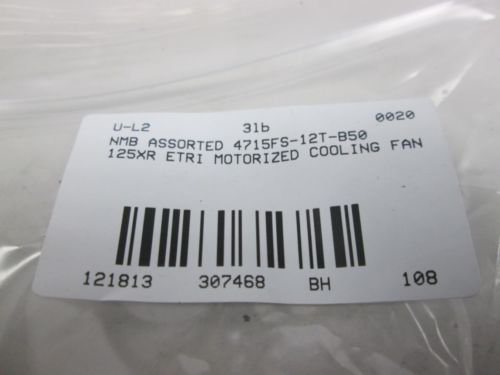 U-L2 3lb 0020
NMB ASSORTED 4715FS-12T-B50
125XR ETRI MOTORIZED COOLING FAN
121813 307468 BH 108